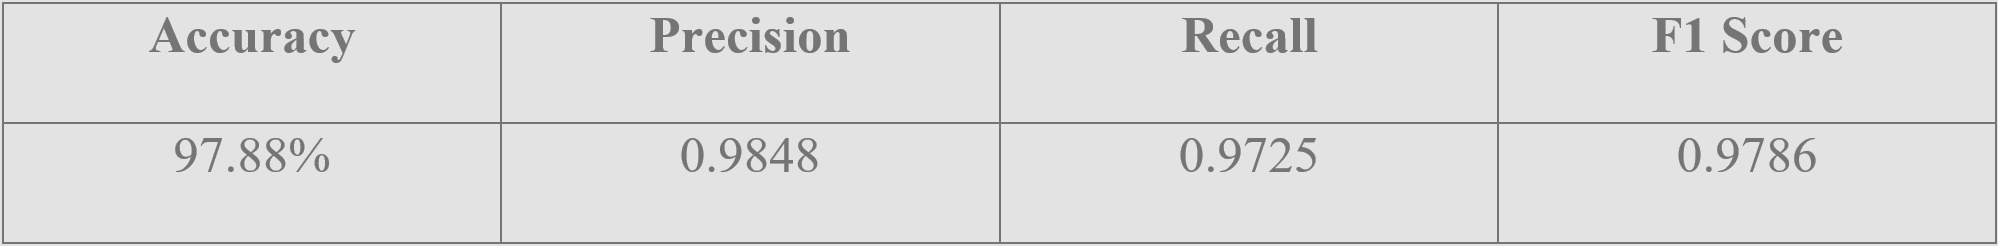 Accuracy Precision Recall F1 Score
97.88% 0.9848 0.9725 0.9786